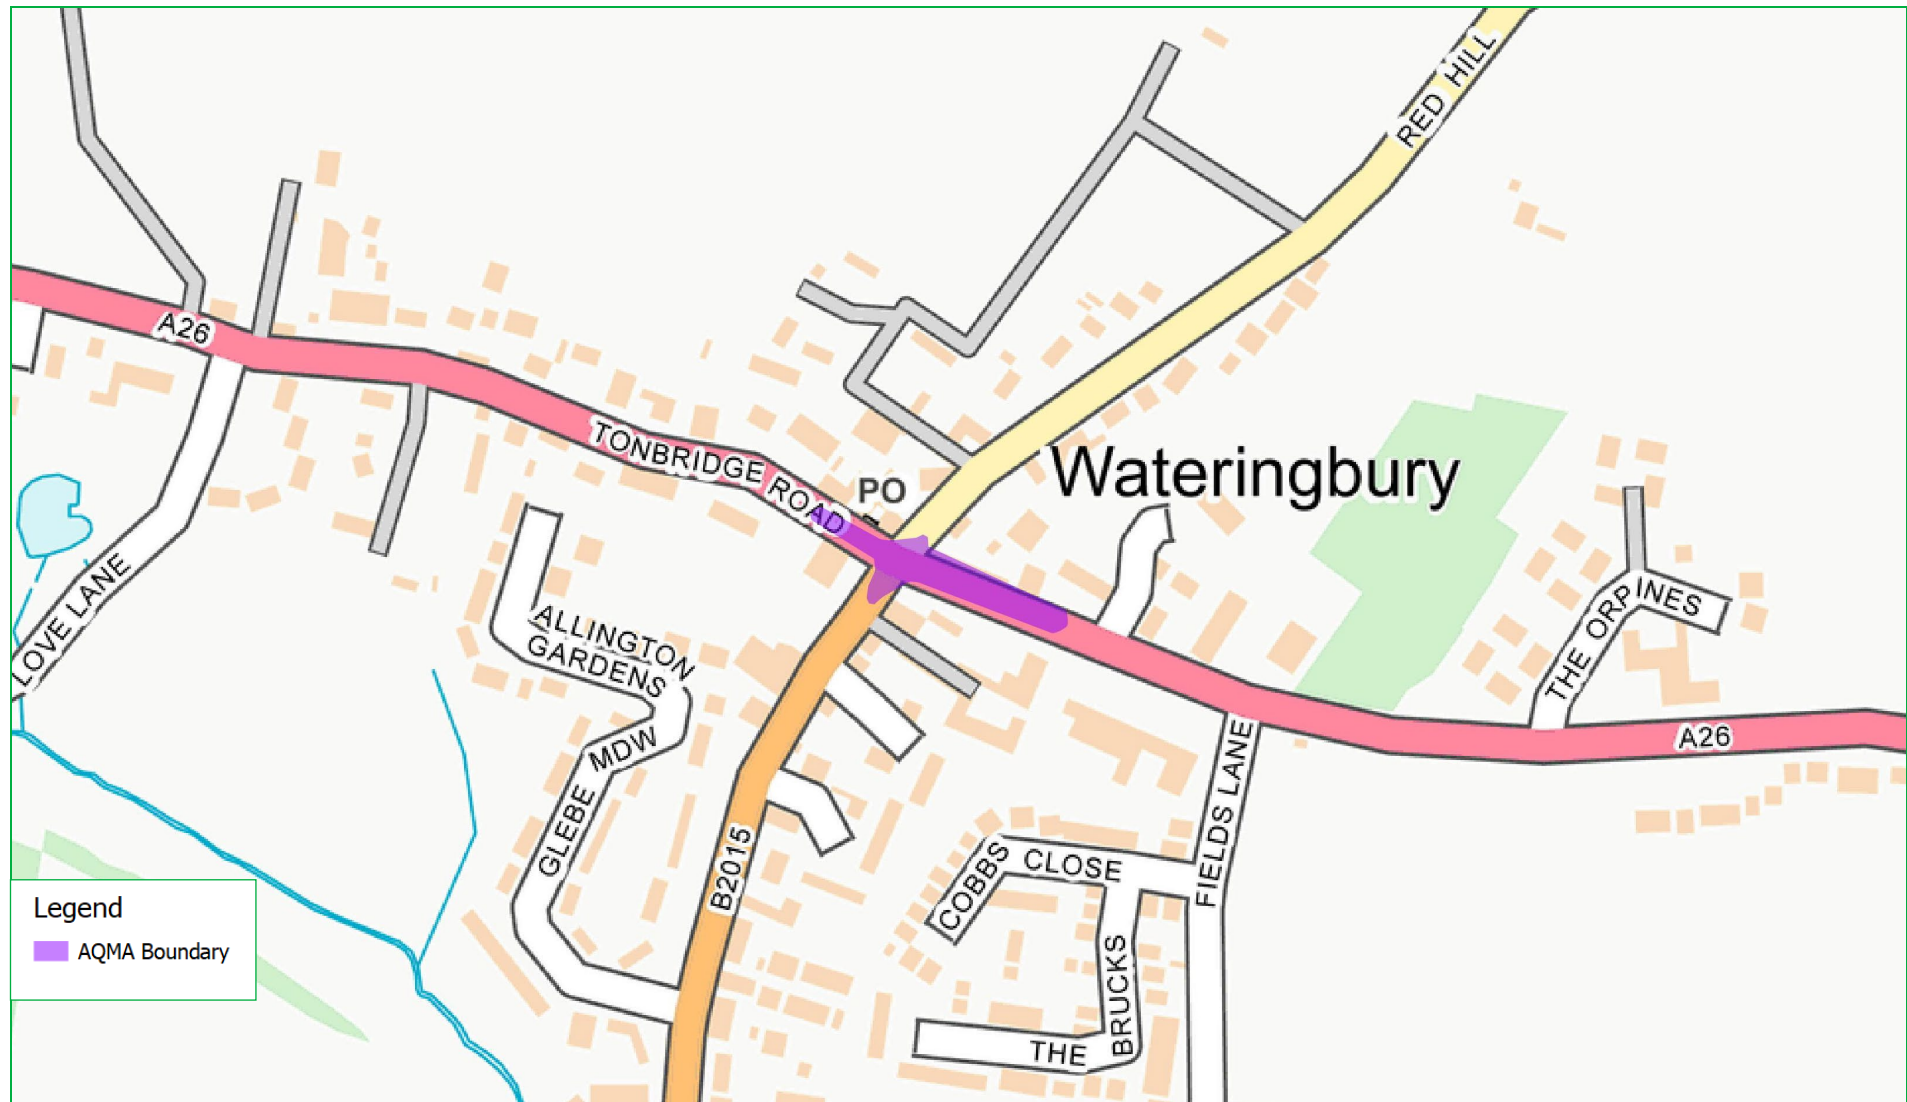 RED HILL
A26
TONBRIDGE ROAD
PO
Wateringbury
LOVE LANE
ALLINGTON
GARDENS
THE ORPINES
A26
GLEBE MDW
B2015
FIELDS LANE
COBBS CLOSE
THE BRUCKS
Legend
AQMA Boundary